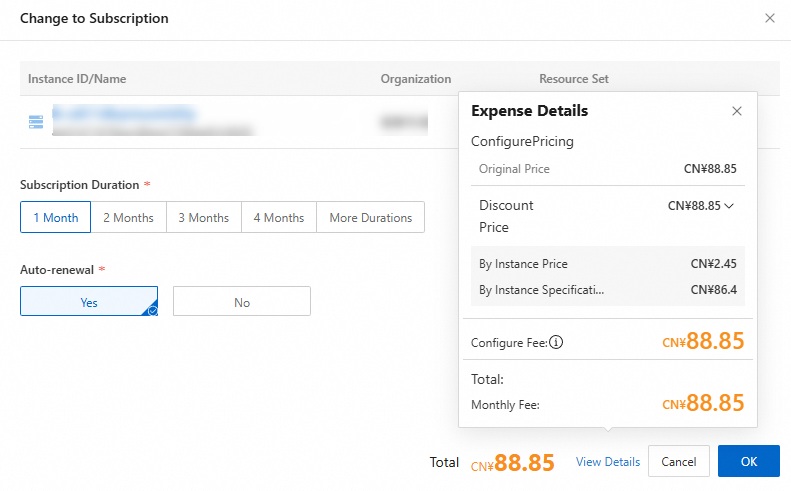 Change to Subscription
Instance ID/Name Organization Resource Set
Subscription Duration *
1 Month 2 Months 3 Months 4 Months More Durations
Auto-renewal *
Yes No
Expense Details
ConfigurePricing
Original Price CN¥88.85
Discount Price CN¥88.85
By Instance Price CN¥2.45
By Instance Specificati... CN¥86.4
Configure Fee: CN¥88.85
Total:
Monthly Fee: CN¥88.85
Total CN¥88.85 View Details Cancel OK